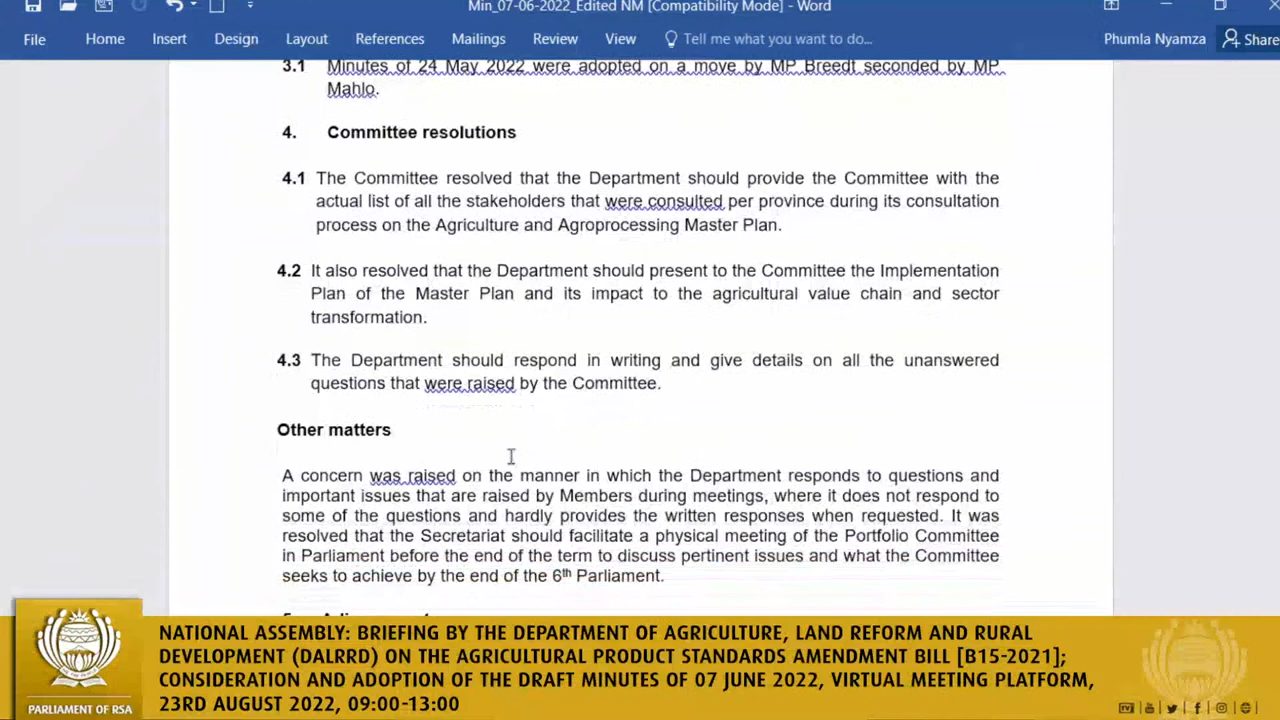 Min_07-06-2022_Edited NM [Compatibility Mode] - Word
File Home Insert Design Layout References Mailings Review View Tell me what you want to do... Phumla Nyamza Share
3.1 Minutes of 24 May 2022 were adopted on a move by MP Breedt seconded by MP
Mahlo.
4. Committee resolutions
4.1 The Committee resolved that the Department should provide the Committee with the
actual list of all the stakeholders that were consulted per province during its consultation
process on the Agriculture and Agroprocessing Master Plan.
4.2 It also resolved that the Department should present to the Committee the Implementation
Plan of the Master Plan and its impact to the agricultural value chain and sector
transformation.
4.3 The Department should respond in writing and give details on all the unanswered
questions that were raised by the Committee.
Other matters
A concern was raised on the manner in which the Department responds to questions and
important issues that are raised by Members during meetings, where it does not respond to
some of the questions and hardly provides the written responses when requested. It was
resolved that the Secretariat should facilitate a physical meeting of the Portfolio Committee
in Parliament before the end of the term to discuss pertinent issues and what the Committee
seeks to achieve by the end of the 6th Parliament.
NATIONAL ASSEMBLY: BRIEFING BY THE DEPARTMENT OF AGRICULTURE, LAND REFORM AND RURAL
DEVELOPMENT (DALRRD) ON THE AGRICULTURAL PRODUCT STANDARDS AMENDMENT BILL [B15-2021];
CONSIDERATION AND ADOPTION OF THE DRAFT MINUTES OF 07 JUNE 2022, VIRTUAL MEETING PLATFORM,
23RD AUGUST 2022, 09:00-13:00
PARLIAMENT OF RSA